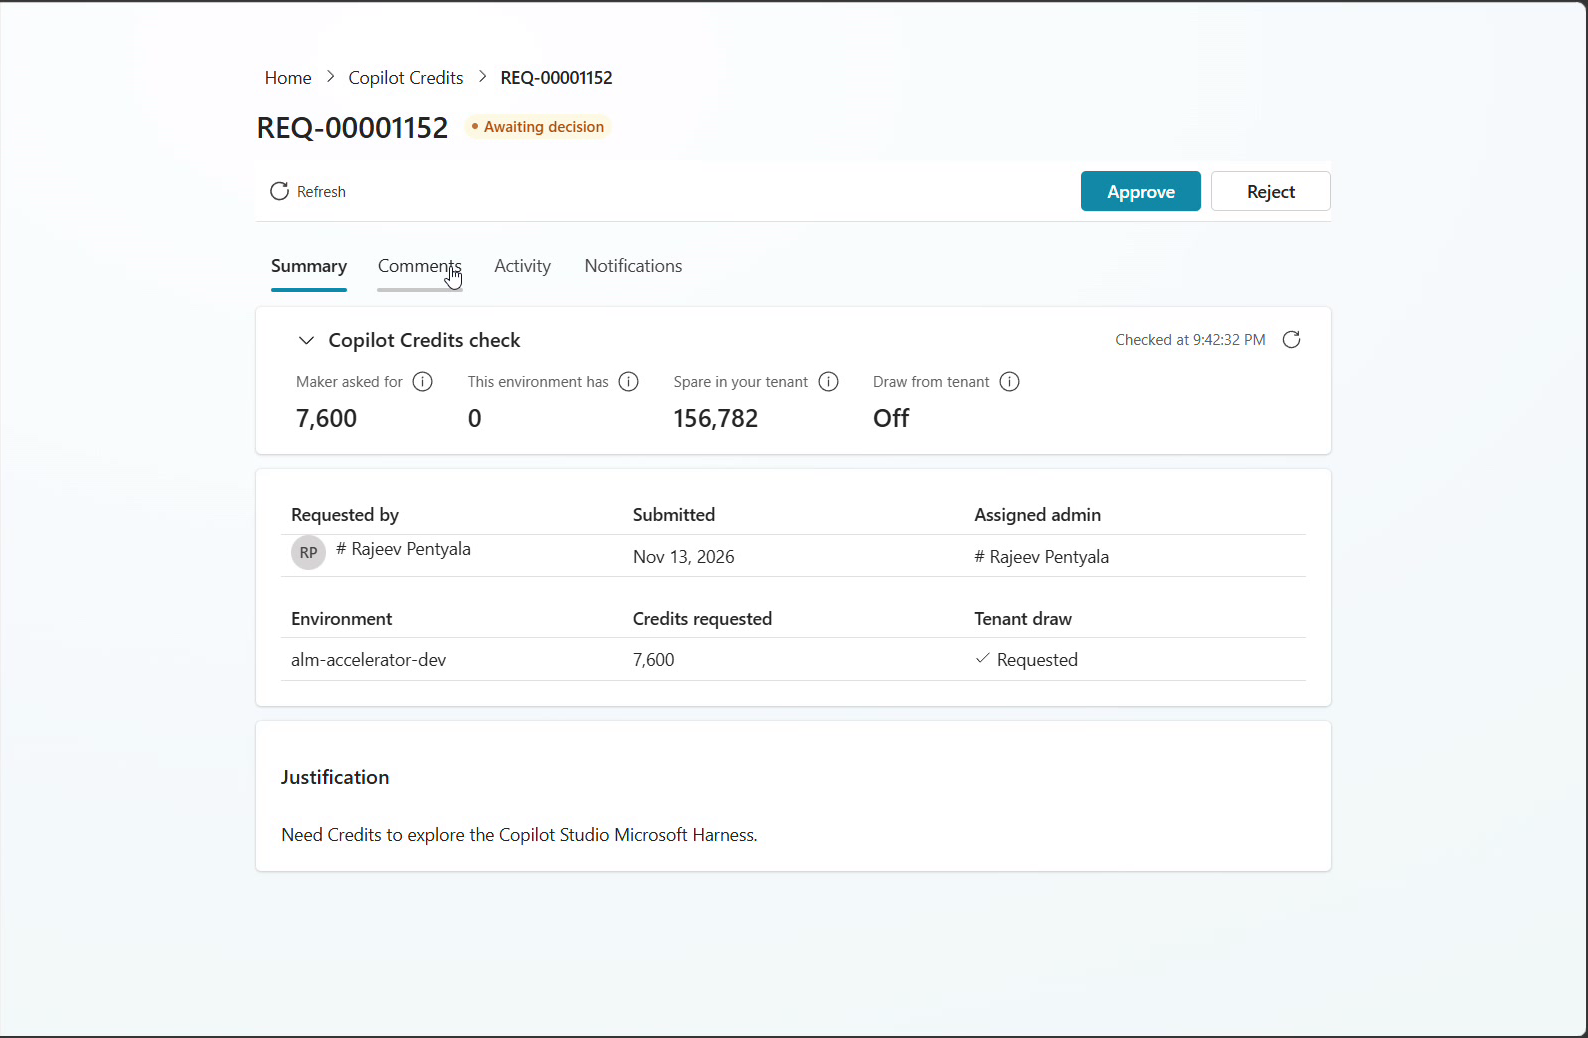 Home > Copilot Credits > REQ-00001152
REQ-00001152 • Awaiting decision
Refresh Approve Reject
Summary Comments Activity Notifications
Copilot Credits check Checked at 9:42:32 PM
Maker asked for This environment has Spare in your tenant Draw from tenant
7,600 0 156,782 Off
Requested by Submitted Assigned admin
RP # Rajeev Pentyala Nov 13, 2026 # Rajeev Pentyala
Environment Credits requested Tenant draw
alm-accelerator-dev 7,600 ✓ Requested
Justification
Need Credits to explore the Copilot Studio Microsoft Harness.